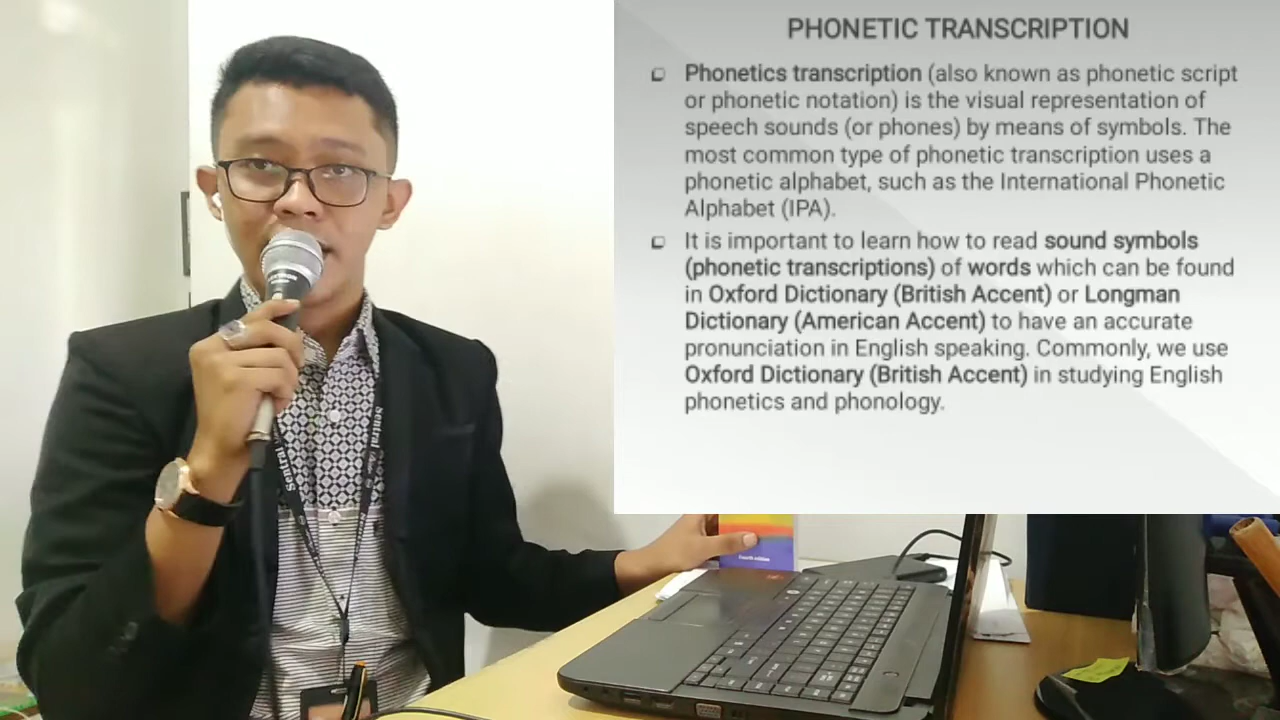 PHONETIC TRANSCRIPTION
Phonetics transcription (also known as phonetic script
or phonetic notation) is the visual representation of
speech sounds (or phones) by means of symbols. The
most common type of phonetic transcription uses a
phonetic alphabet, such as the International Phonetic
Alphabet (IPA).
It is important to learn how to read sound symbols
(phonetic transcriptions) of words which can be found
in Oxford Dictionary (British Accent) or Longman
Dictionary (American Accent) to have an accurate
pronunciation in English speaking. Commonly, we use
Oxford Dictionary (British Accent) in studying English
phonetics and phonology.
Sentral
Sentral
Fourth edition